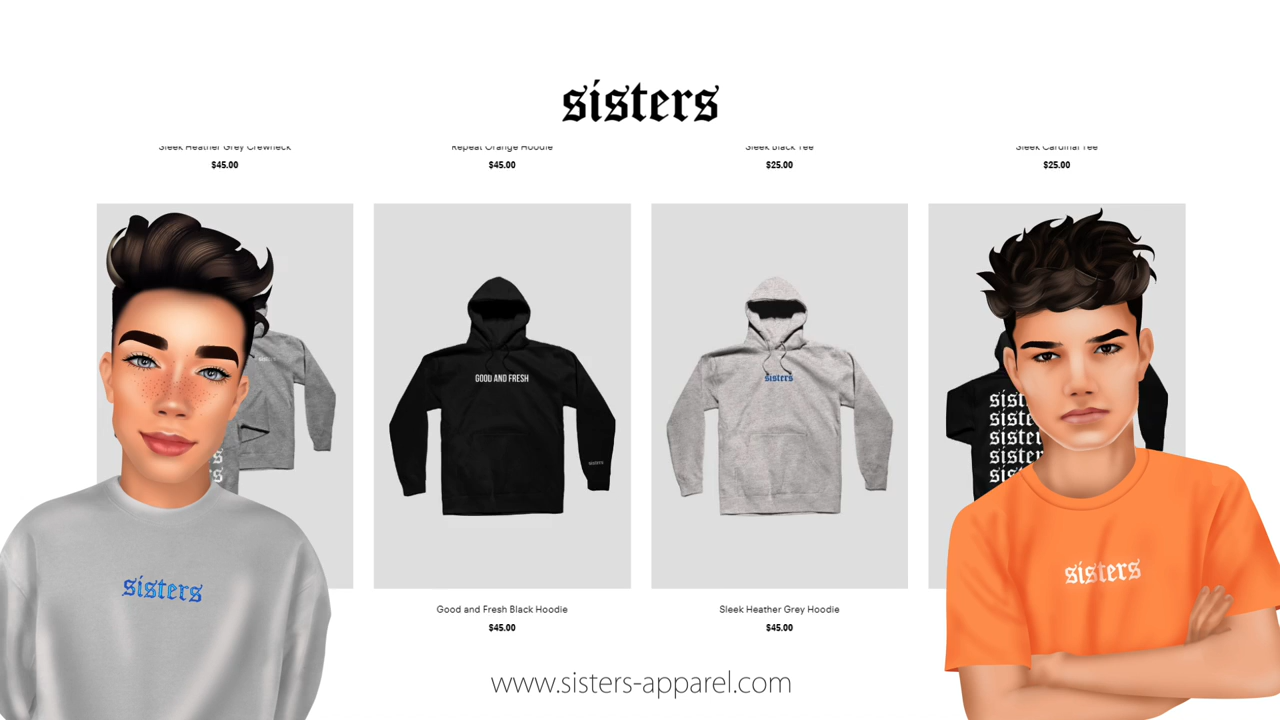 sisters
Sleek Heather Grey Crewneck
Repeat Orange Hoodie
Sleek Black Tee
Sleek Cardinal Tee
$45.00
$45.00
$25.00
$25.00
GOOD AND FRESH
sisters
sisters
sisters
sisters
Good and Fresh Black Hoodie
Sleek Heather Grey Hoodie
$45.00
$45.00
www.sisters-apparel.com